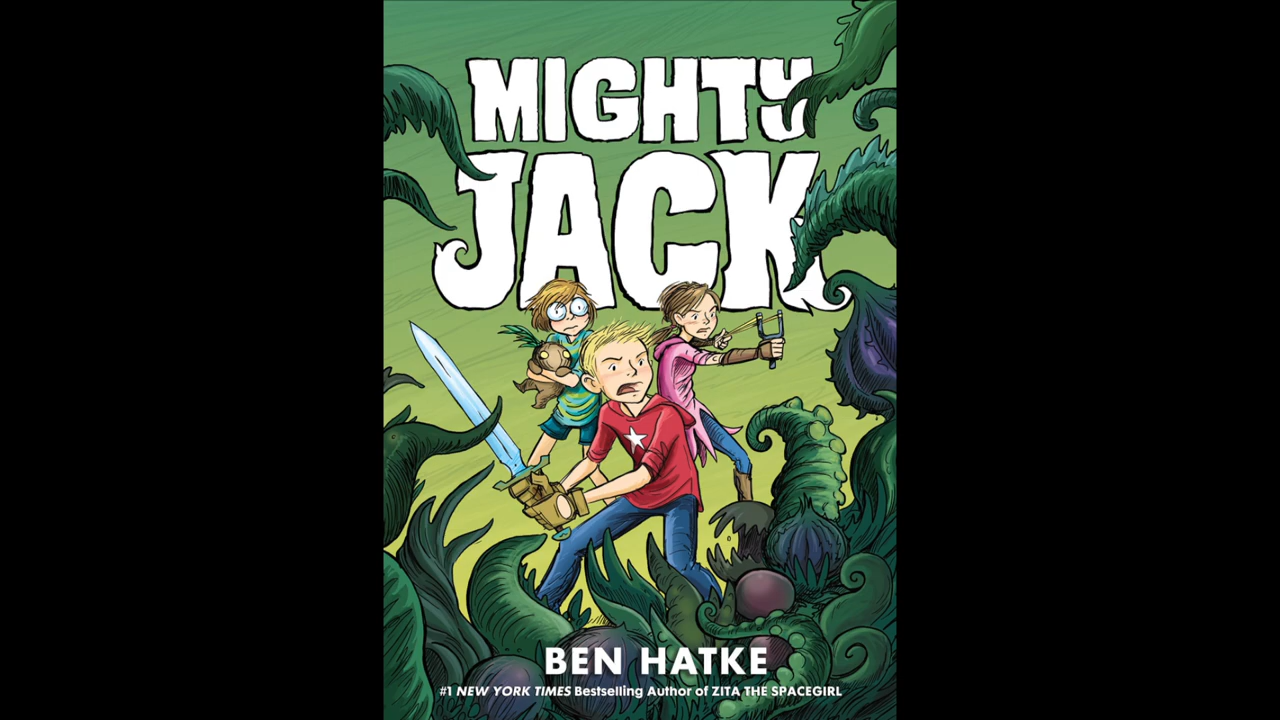 MIGHTY
JACK
BEN HATKE
#1 NEW YORK TIMES Bestselling Author of ZITA THE SPACEGIRL